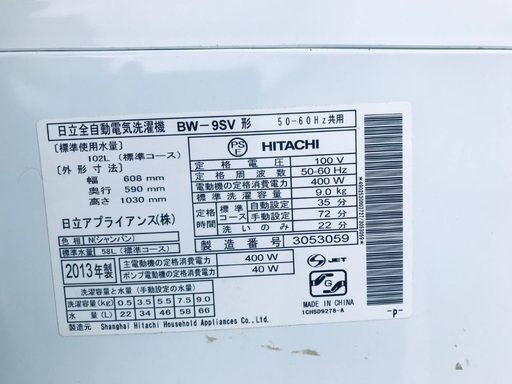 日立全自動電気洗濯機 BW-9SV 形 50-60Hz共用
[標準使用水量]
102L (標準コース)
[外形寸法]
幅 608 mm
奥行 590 mm
高さ 1030 mm
日立アプライアンス(株)
色相 N(シャンパン)
標準水量 58L (標準コース)
PS E HITACHI
定格電圧 100 V
定格周波数 50-60 Hz
電動機の定格消費電力 400 W
標準洗濯容量 9.0 kg
定格時間 標準コース 自動設定 35 分
手動設定 72 分
洗いのみ 22 分
製造番号 3053059
2013年製
主電動機の定格消費電力 400 W
ポンプ電動機の定格消費電力 40 W
洗濯容量と水量 (手動設定の水量)
洗濯容量(kg) 0.5 3.5 5.5 7.5 9.0
水量(L) 22 34 46 58 66
製造元 Shanghai Hitachi Household Appliances Co.,Ltd.
S JET
MADE IN CHINA
1CHSD9278-A
-p-